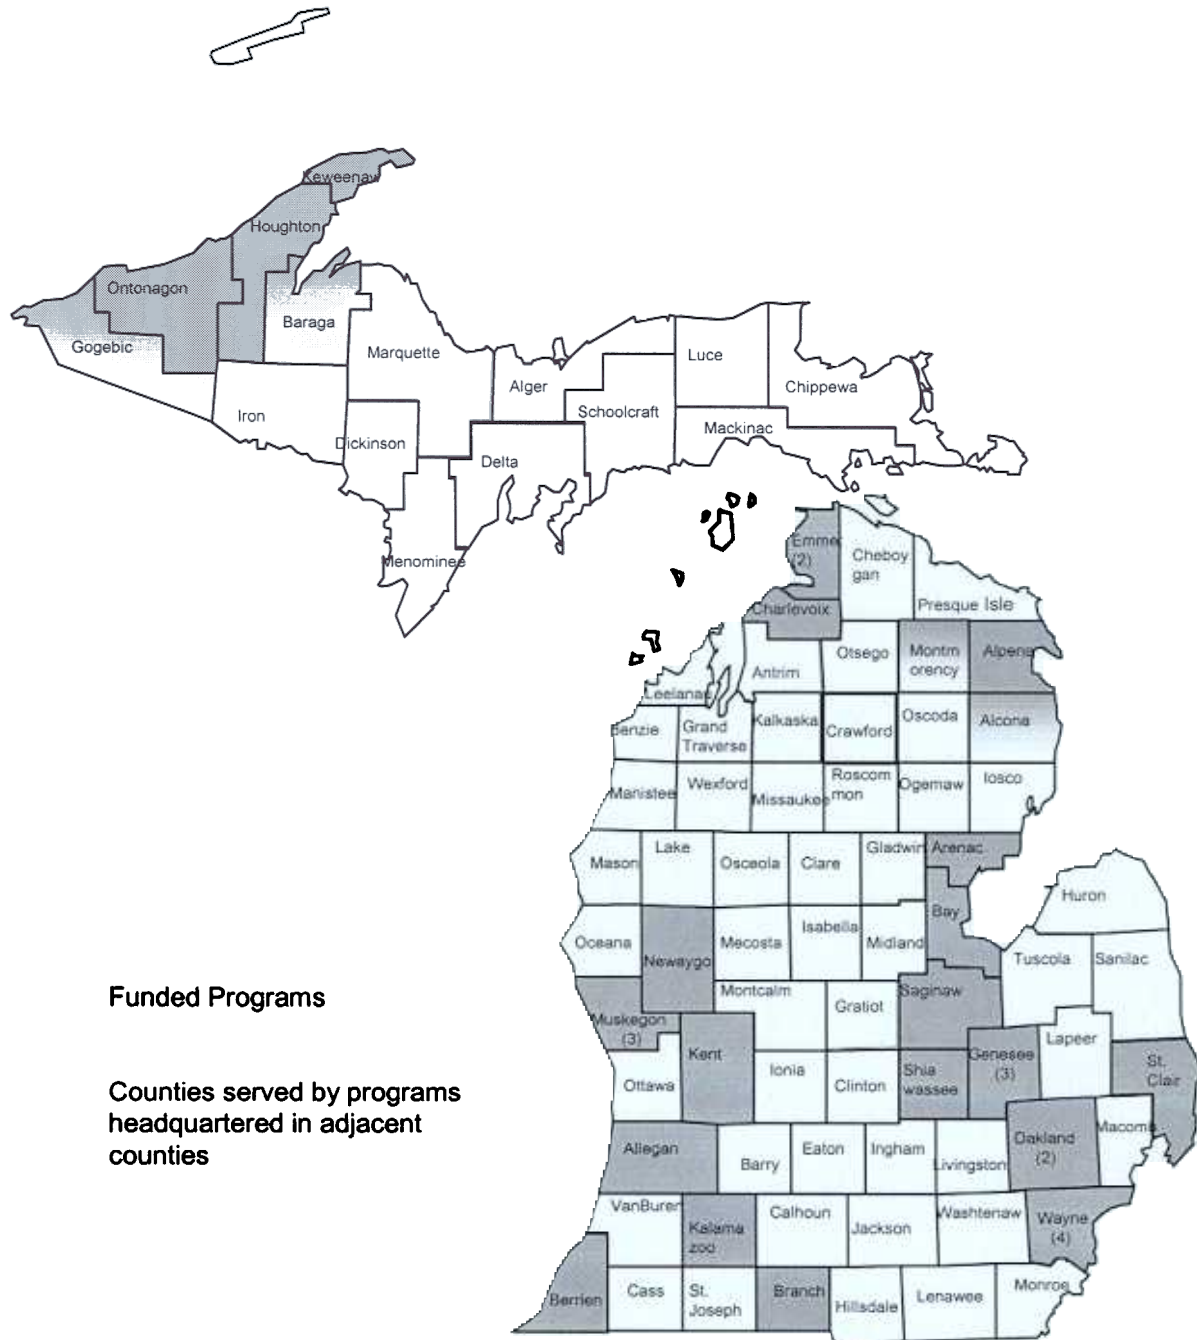 Keweenaw
Houghton
Ontonagon
Baraga
Gogebic
Marquette
Luce
Alger
Chippewa
Iron
Schoolcraft
Mackinac
Dickinson
Delta
Menominee
Emme
(2)
Cheboy
gan
Presque Isle
Charlevoix
Otsego
Montm
orency
Alpena
Antrim
Leelanau
Benzie
Grand
Traverse
Kalkaska
Crawford
Oscoda
Alcona
Manistee
Wexford
Missaukee
Roscom
mon
Ogemaw
Iosco
Mason
Lake
Osceola
Clare
Gladwin
Arenac
Huron
Oceana
Newaygo
Mecosta
Isabella
Midland
Bay
Tuscola
Sanilac
Funded Programs
Muskegon
(3)
Montcalm
Gratiot
Saginaw
Kent
Ionia
Clinton
Shia
wassee
Genesee
(3)
Lapeer
St.
Clair
Ottawa
Counties served by programs
headquartered in adjacent
counties
Allegan
Barry
Eaton
Ingham
Livingston
Oakland
(2)
Macomb
VanBuren
Kalama
zoo
Calhoun
Jackson
Washtenaw
Wayne
(4)
Berrien
Cass
St.
Joseph
Branch
Hillsdale
Lenawee
Monroe